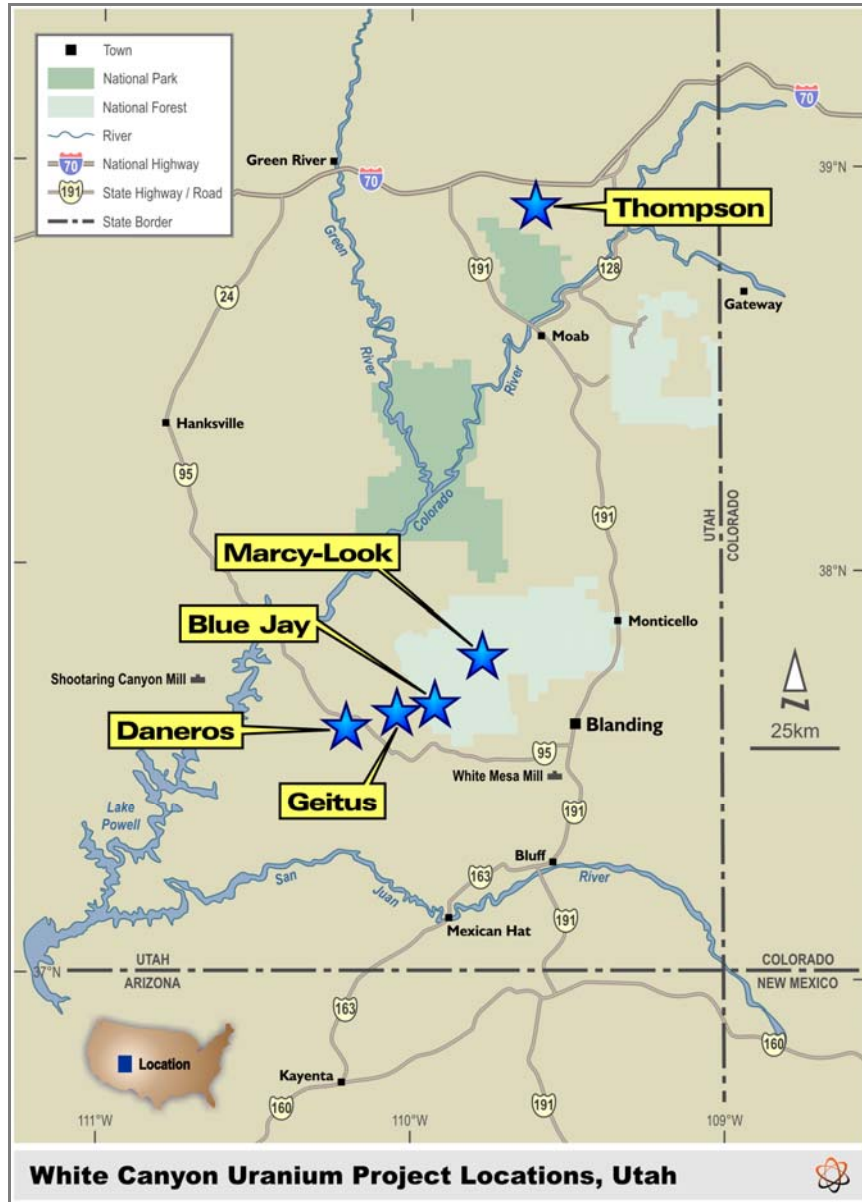 Town
National Park
National Forest
River
70
National Highway
191
State Highway / Road
State Border
70
Green River
70
39°N
Thompson
Green
191
128
24
Gateway
Moab
River
River
Hanksville
95
Colorado
191
UTAH
COLORADO
Marcy-Look
38°N
Blue Jay
Monticello
Shootaring Canyon Mill
N
25km
Daneros
Blanding
95
White Mesa Mill
Geitus
Lake
Powell
191
Bluff
163
San
Juan
River
191
Mexican Hat
UTAH
COLORADO
37°N
ARIZONA
NEW MEXICO
163
160
Location
Kayenta
160
191
111°W
110°W
109°W
White Canyon Uranium Project Locations, Utah